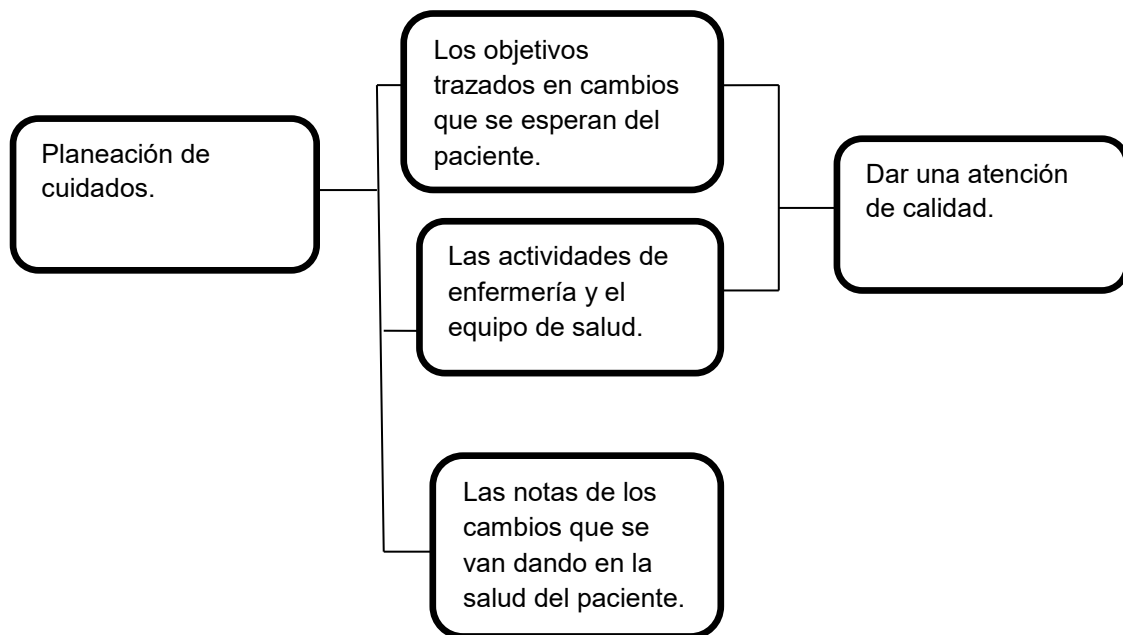 Planeación de
cuidados.
Los objetivos
trazados en cambios
que se esperan del
paciente.
Las actividades de
enfermería y el
equipo de salud.
Las notas de los
cambios que se
van dando en la
salud del paciente.
Dar una atención
de calidad.